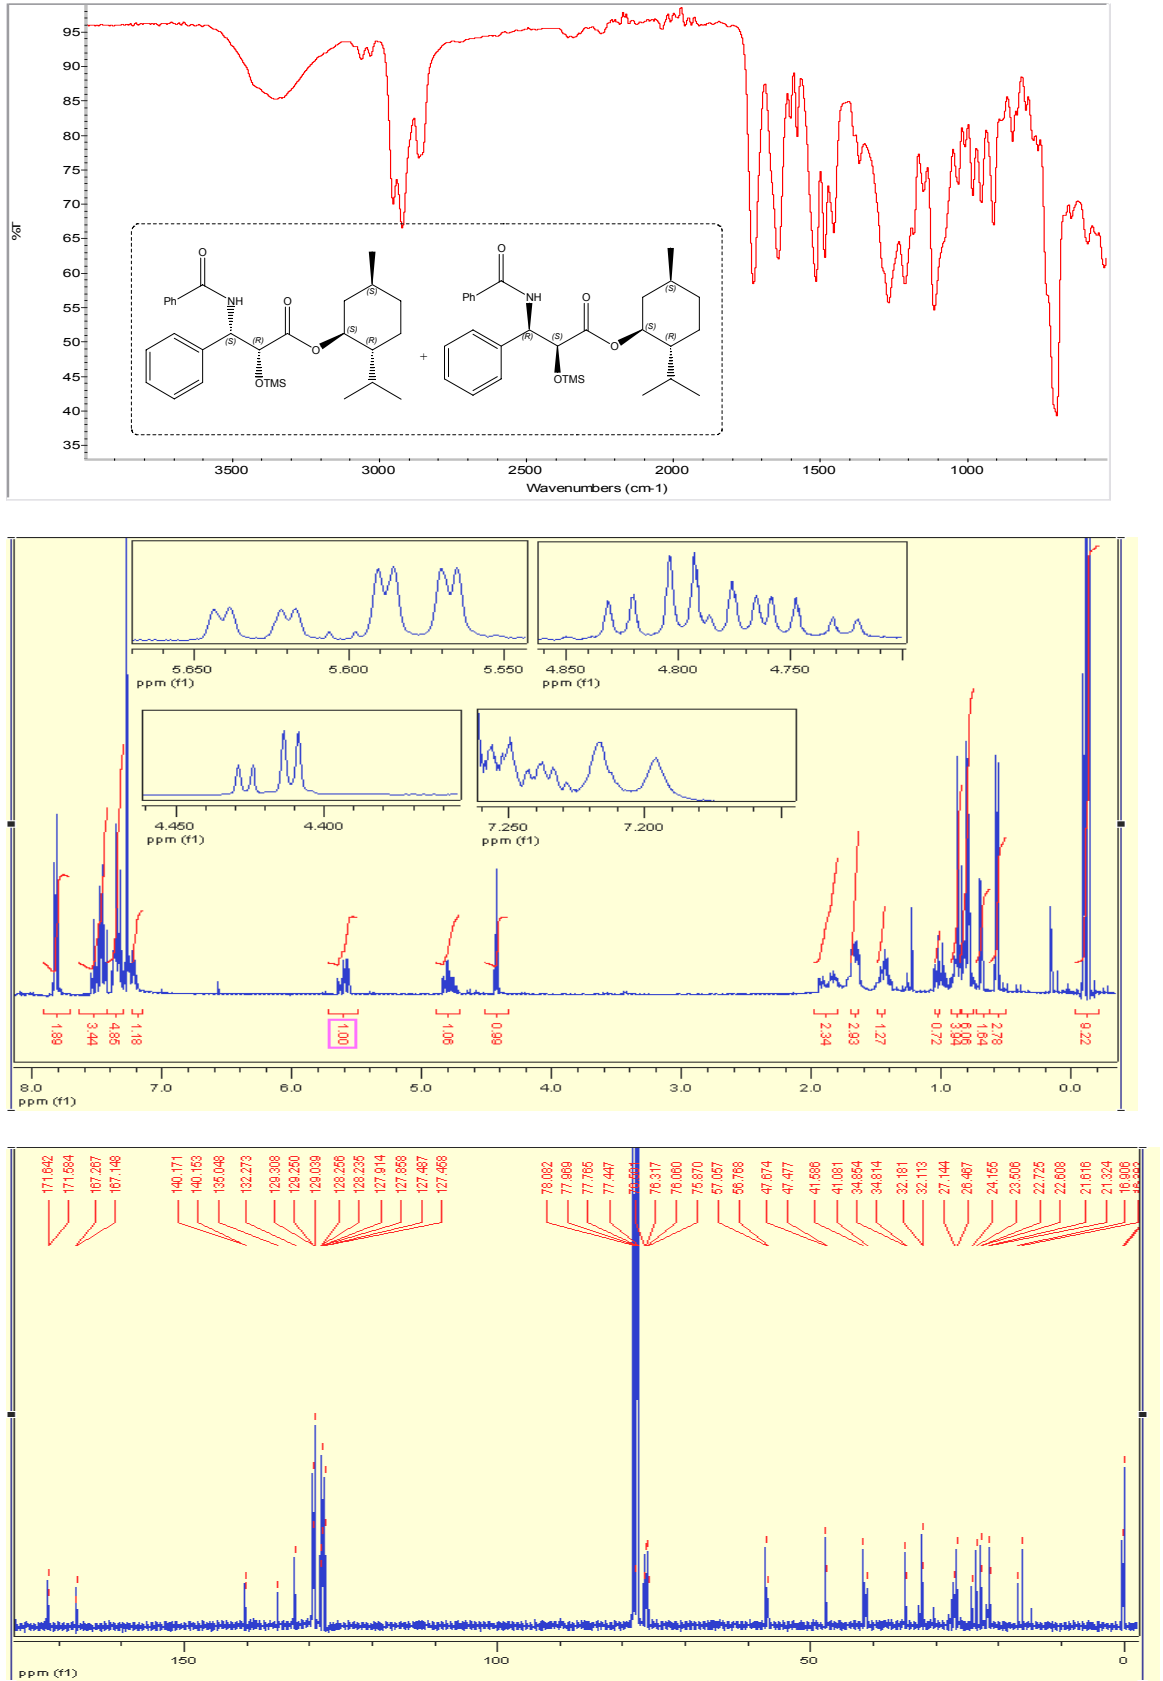 95
90
85
80
75
70
65
60
55
50
45
40
35
%T
3500 3000 2500 2000 1500 1000
Wavenumbers (cm-1)
O
Ph
NH
(S)
(R)
O
O
OTMS
(S)
(S)
(R)
+
O
Ph
NH
(R)
(S)
O
O
OTMS
(S)
(S)
(R)
5.650 5.600 5.550
ppm (f1)
4.850 4.800 4.750
ppm (f1)
4.450 4.400
ppm (f1)
7.250 7.200
ppm (f1)
1.89 3.44 4.85 1.18 1.00 1.06 0.99 2.34 2.93 1.27 0.72 3.94 6.06 1.64 2.78 9.22
8.0 7.0 6.0 5.0 4.0 3.0 2.0 1.0 0.0
ppm (f1)
171.642 171.584 167.267 167.148 140.171 140.153 135.048 132.273 129.308 129.250 129.039 128.256 128.235 127.914 127.858 127.487 127.458 78.082 77.969 77.765 77.447 76.317 76.060 75.870 57.057 56.768 47.674 47.477 41.586 41.081 34.854 34.814 32.181 32.113 27.144 26.467 24.155 23.506 22.725 22.608 21.616 21.324 16.906
150 100 50 0
ppm (f1)